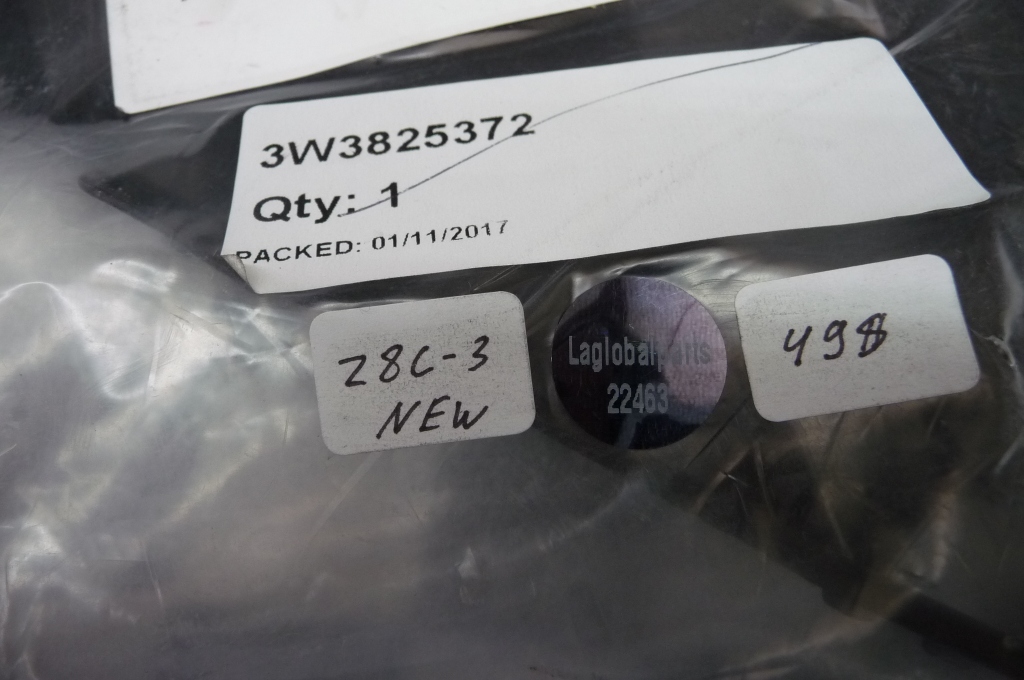 3W3825372
Qty: 1
PACKED: 01/11/2017
Z8C-3
NEW
Laglobalparts
22463
498